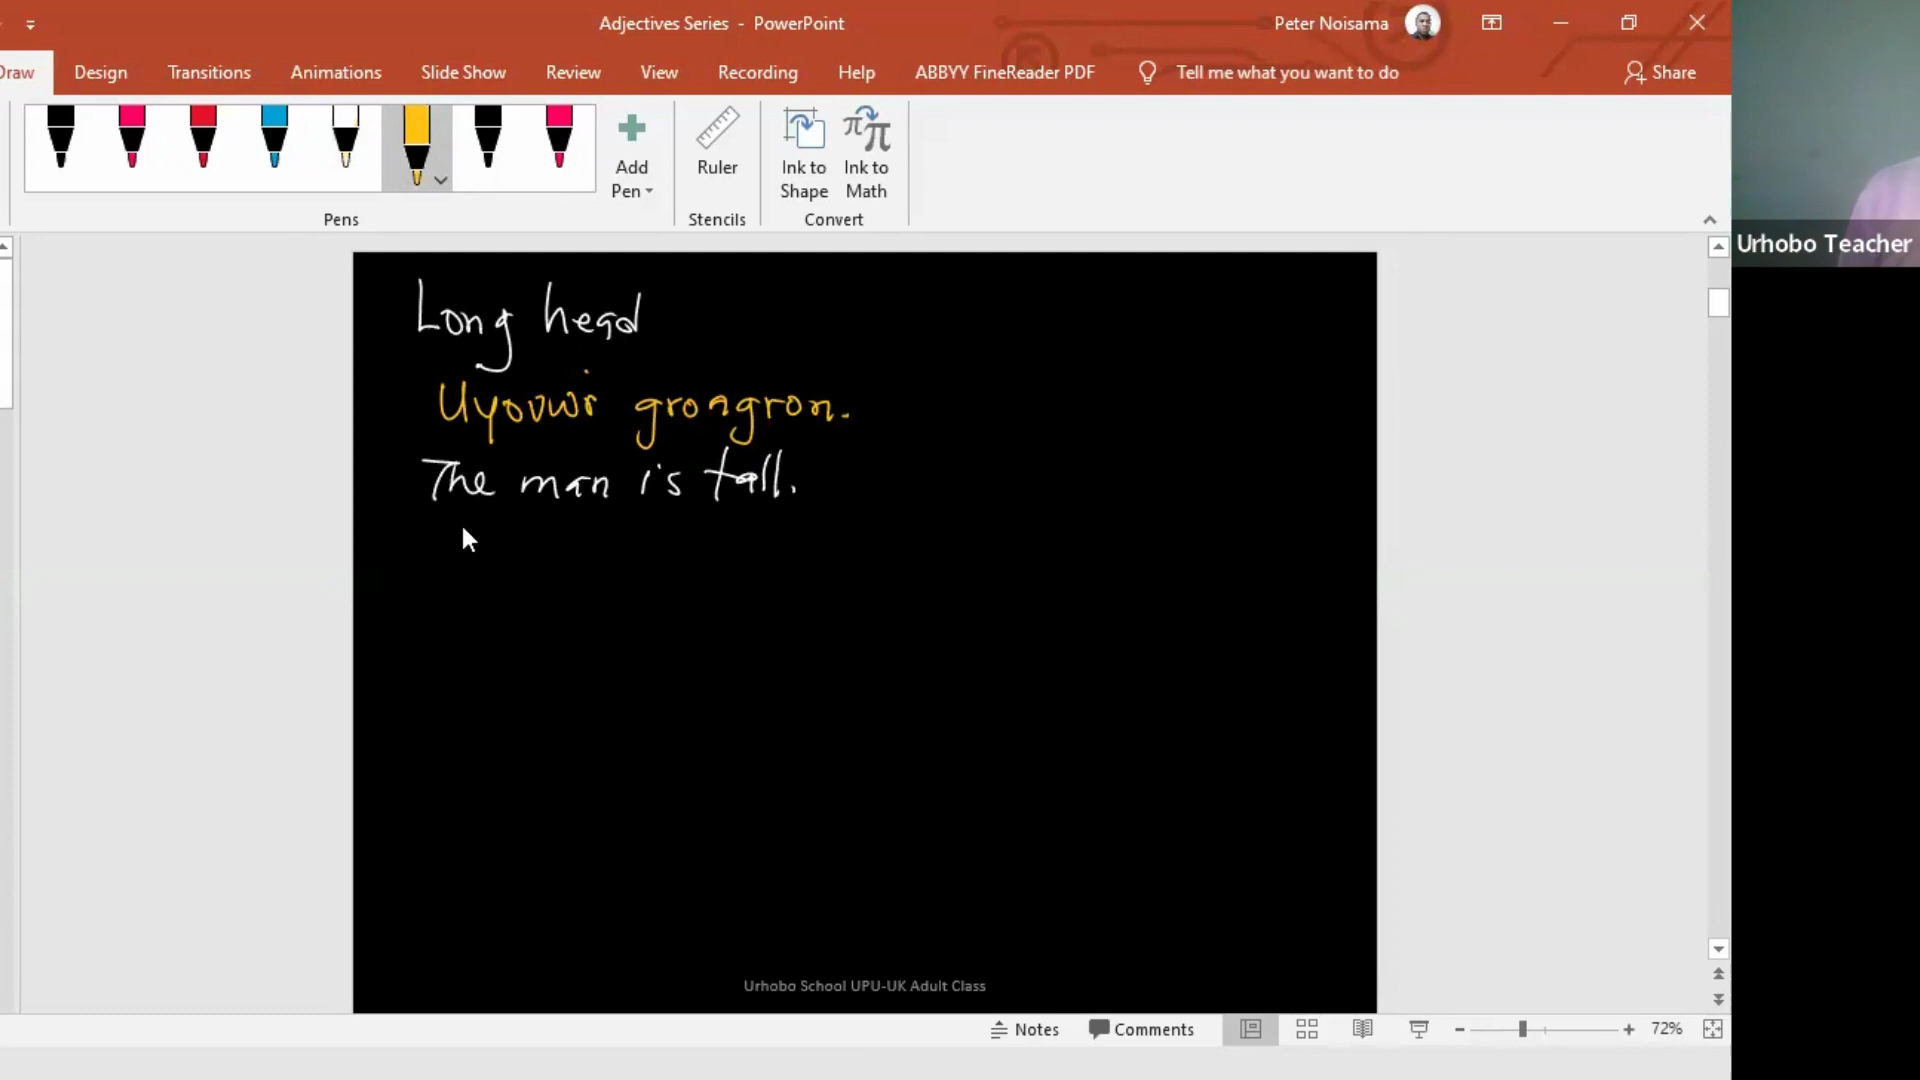 Adjectives Series - PowerPoint
Peter Noisama
Draw Design Transitions Animations Slide Show Review View Recording Help ABBYY FineReader PDF Tell me what you want to do Share
Add Pen
Ruler
Ink to Shape
Ink to Math
Pens
Stencils
Convert
Urhobo Teacher
Long head
Uyovwi grongron.
The man is tall.
Urhobo School UPU-UK Adult Class
Notes Comments 72%